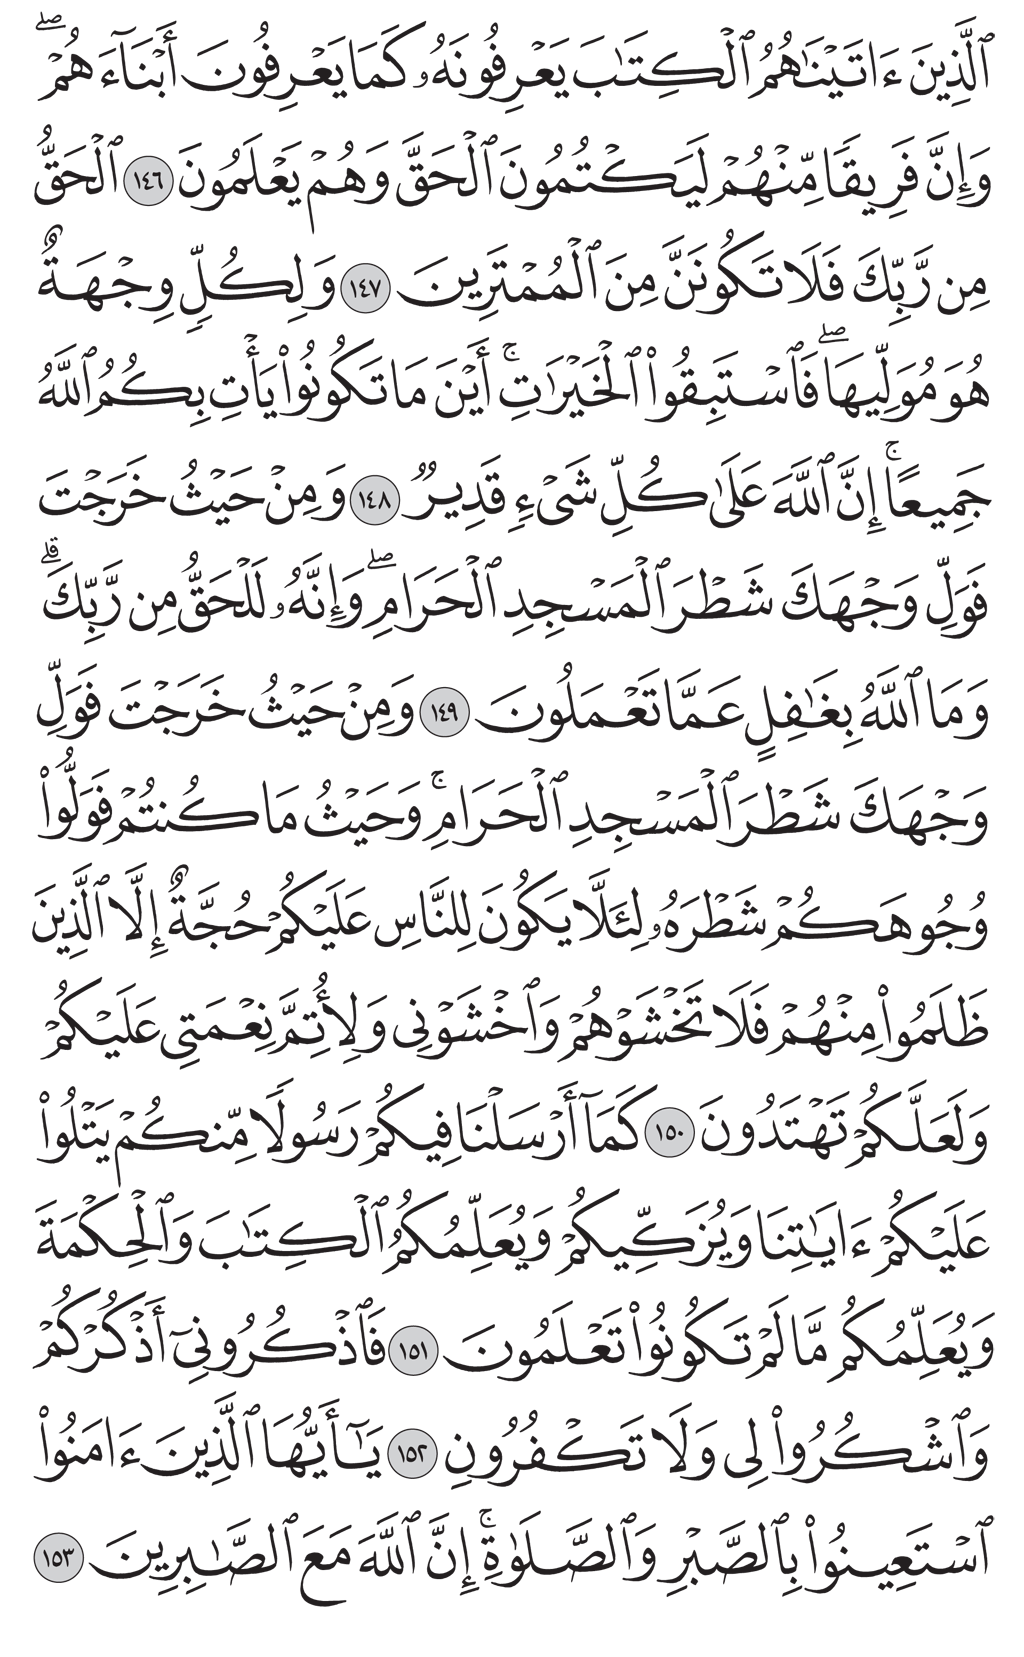 ٱلَّذِينَ ءَاتَيْنَٰهُمُ ٱلْكِتَٰبَ يَعْرِفُونَهُۥ كَمَا يَعْرِفُونَ أَبْنَآءَهُمْ ۖ
وَإِنَّ فَرِيقًا مِّنْهُمْ لَيَكْتُمُونَ ٱلْحَقَّ وَهُمْ يَعْلَمُونَ ١٤٦ ٱلْحَقُّ
مِن رَّبِّكَ فَلَا تَكُونَنَّ مِنَ ٱلْمُمْتَرِينَ ١٤٧ وَلِكُلٍّ وِجْهَةٌ
هُوَ مُوَلِّيهَا ۖ فَٱسْتَبِقُوا۟ ٱلْخَيْرَٰتِ ۚ أَيْنَ مَا تَكُونُوا۟ يَأْتِ بِكُمُ ٱللَّهُ
جَمِيعًا ۚ إِنَّ ٱللَّهَ عَلَىٰ كُلِّ شَىْءٍ قَدِيرٌ ١٤٨ وَمِنْ حَيْثُ خَرَجْتَ
فَوَلِّ وَجْهَكَ شَطْرَ ٱلْمَسْجِدِ ٱلْحَرَامِ ۖ وَإِنَّهُۥ لَلْحَقُّ مِن رَّبِّكَ ۗ
وَمَا ٱللَّهُ بِغَٰفِلٍ عَمَّا تَعْمَلُونَ ١٤٩ وَمِنْ حَيْثُ خَرَجْتَ فَوَلِّ
وَجْهَكَ شَطْرَ ٱلْمَسْجِدِ ٱلْحَرَامِ ۚ وَحَيْثُ مَا كُنتُمْ فَوَلُّوا۟
وُجُوهَكُمْ شَطْرَهُۥ لِئَلَّا يَكُونَ لِلنَّاسِ عَلَيْكُمْ حُجَّةٌ إِلَّا ٱلَّذِينَ
ظَلَمُوا۟ مِنْهُمْ فَلَا تَخْشَوْهُمْ وَٱخْشَوْنِى وَلِأُتِمَّ نِعْمَتِى عَلَيْكُمْ
وَلَعَلَّكُمْ تَهْتَدُونَ ١٥٠ كَمَآ أَرْسَلْنَا فِيكُمْ رَسُولًا مِّنكُمْ يَتْلُوا۟
عَلَيْكُمْ ءَايَٰتِنَا وَيُزَكِّيكُمْ وَيُعَلِّمُكُمُ ٱلْكِتَٰبَ وَٱلْحِكْمَةَ
وَيُعَلِّمُكُم مَّا لَمْ تَكُونُوا۟ تَعْلَمُونَ ١٥١ فَٱذْكُرُونِىٓ أَذْكُرْكُمْ
وَٱشْكُرُوا۟ لِى وَلَا تَكْفُرُونِ ١٥٢ يَٰٓأَيُّهَا ٱلَّذِينَ ءَامَنُوا۟
ٱسْتَعِينُوا۟ بِٱلصَّبْرِ وَٱلصَّلَوٰةِ ۚ إِنَّ ٱللَّهَ مَعَ ٱلصَّٰبِرِينَ ١٥٣